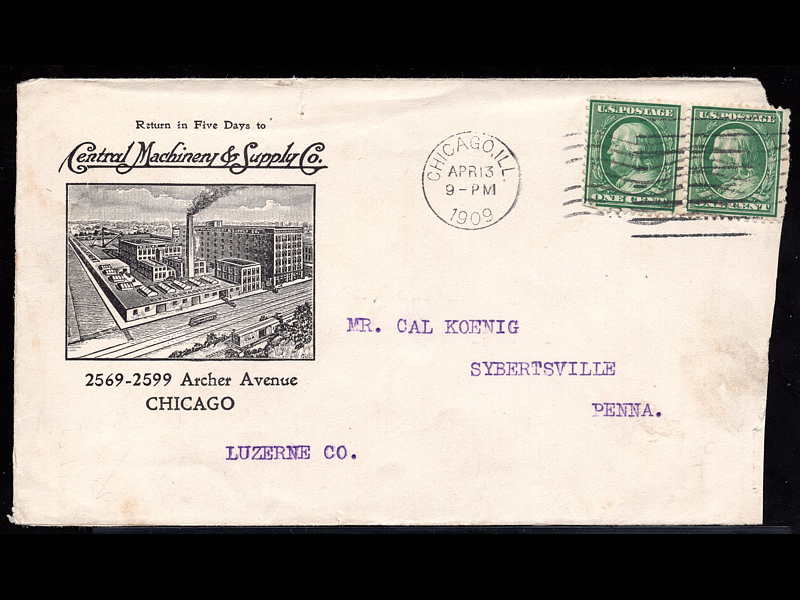 Return in Five Days to
Central Machinery & Supply Co.
2569-2599 Archer Avenue
CHICAGO
CHICAGO, ILL.
APR 13
9-PM
1909
U.S. POSTAGE
ONE CENT
U.S. POSTAGE
ONE CENT
MR. CAL KOENIG
SYBERTSVILLE
PENNA.
LUZERNE CO.